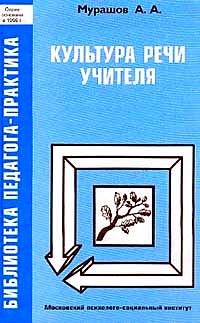 Серия
основана
в 1996 г.
Мурашов А. А.
КУЛЬТУРА РЕЧИ
УЧИТЕЛЯ
БИБЛИОТЕКА ПЕДАГОГА-ПРАКТИКА
Московский психолого-социальный институт